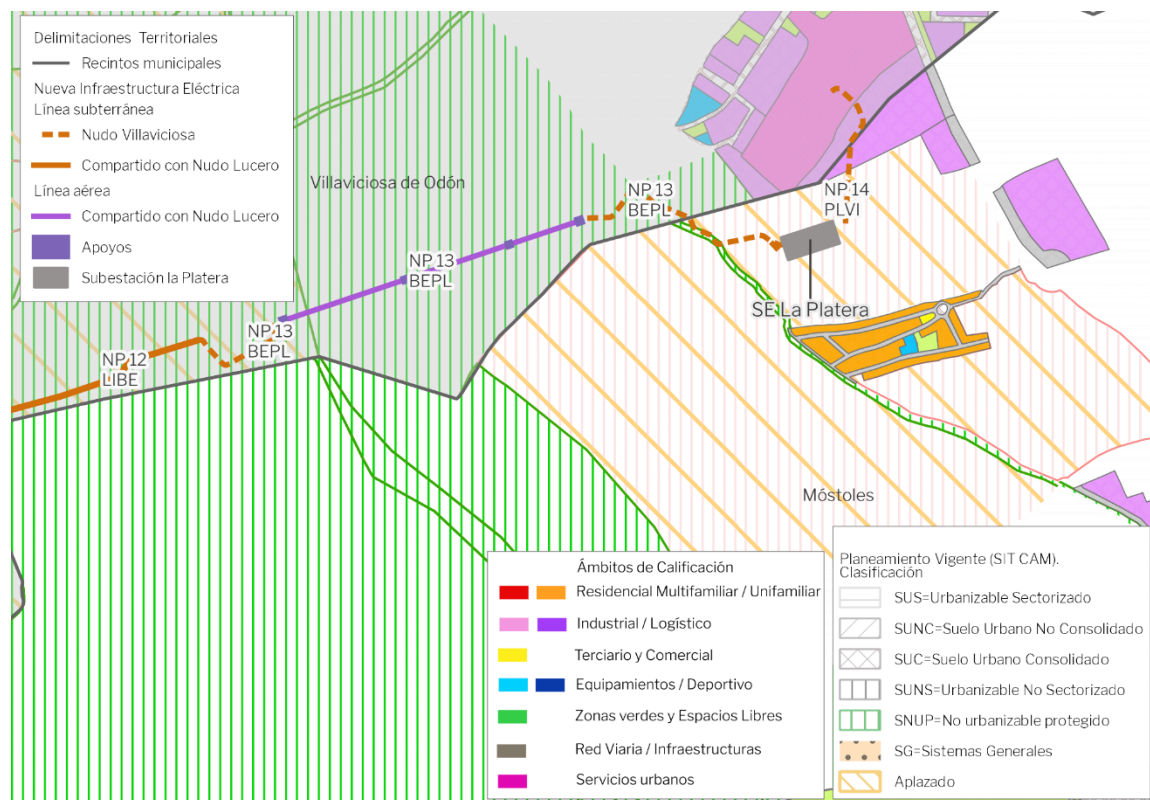 Delimitaciones Territoriales
Recintos municipales
Nueva Infraestructura Eléctrica
Línea subterránea
Nudo Villaviciosa
Compartido con Nudo Lucero
Línea aérea
Compartido con Nudo Lucero
Apoyos
Subestación la Platera
Villaviciosa de Odón
NP 13
BEPL
NP 14
PLVI
NP 13
BEPL
SE La Platera
NP 13
BEPL
NP 12
LIBE
Móstoles
Ámbitos de Calificación
Residencial Multifamiliar / Unifamiliar
Industrial / Logístico
Terciario y Comercial
Equipamientos / Deportivo
Zonas verdes y Espacios Libres
Red Viaria / Infraestructuras
Servicios urbanos
Planeamiento Vigente (SIT CAM).
Clasificación
SUS=Urbanizable Sectorizado
SUNC=Suelo Urbano No Consolidado
SUC=Suelo Urbano Consolidado
SUNS=Urbanizable No Sectorizado
SNUP=No urbanizable protegido
SG=Sistemas Generales
Aplazado